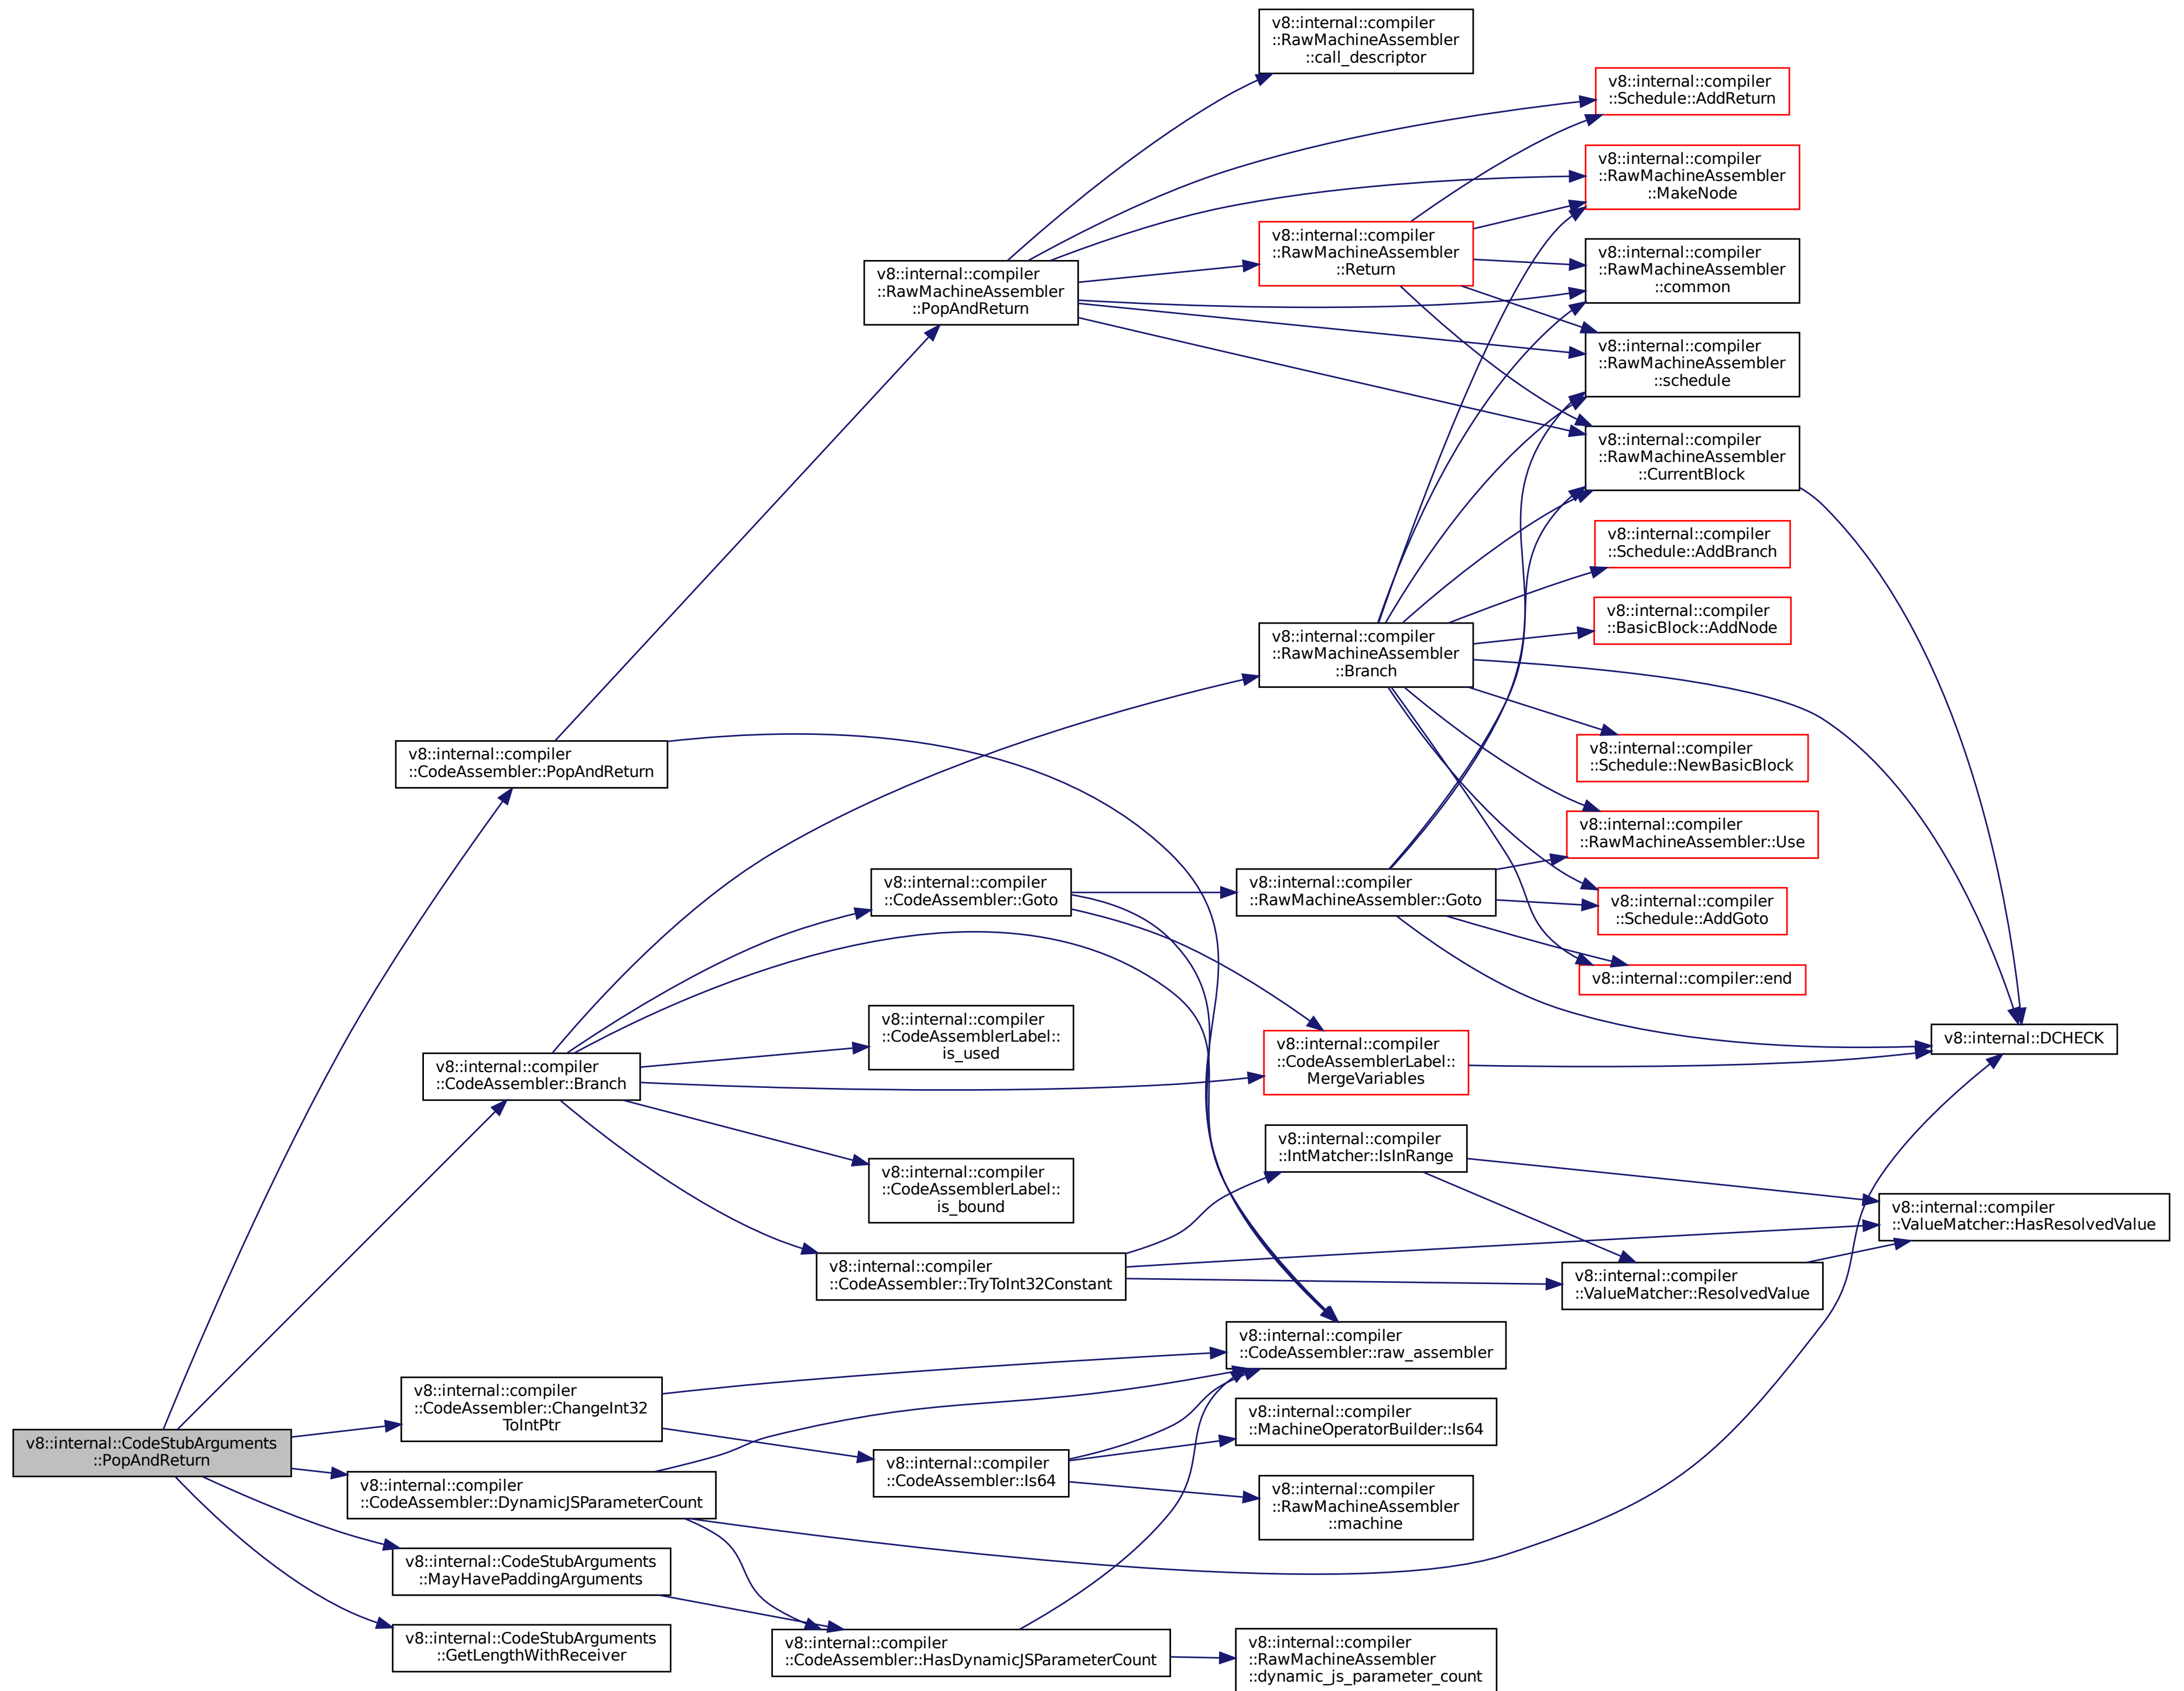 v8::internal::compiler
::RawMachineAssembler
::call_descriptor
v8::internal::compiler
::Schedule::AddReturn
v8::internal::compiler
::RawMachineAssembler
::MakeNode
v8::internal::compiler
::RawMachineAssembler
::Return
v8::internal::compiler
::RawMachineAssembler
::common
v8::internal::compiler
::RawMachineAssembler
::PopAndReturn
v8::internal::compiler
::RawMachineAssembler
::schedule
v8::internal::compiler
::RawMachineAssembler
::CurrentBlock
v8::internal::compiler
::Schedule::AddBranch
v8::internal::compiler
::BasicBlock::AddNode
v8::internal::compiler
::RawMachineAssembler
::Branch
v8::internal::compiler
::Schedule::NewBasicBlock
v8::internal::compiler
::CodeAssembler::PopAndReturn
v8::internal::compiler
::RawMachineAssembler::Use
v8::internal::compiler
::CodeAssembler::Goto
v8::internal::compiler
::RawMachineAssembler::Goto
v8::internal::compiler
::Schedule::AddGoto
v8::internal::compiler::end
v8::internal::compiler
::CodeAssemblerLabel::
is_used
v8::internal::DCHECK
v8::internal::compiler
::CodeAssembler::Branch
v8::internal::compiler
::CodeAssemblerLabel::
MergeVariables
v8::internal::compiler
::IntMatcher::IsInRange
v8::internal::compiler
::CodeAssemblerLabel::
is_bound
v8::internal::compiler
::ValueMatcher::HasResolvedValue
v8::internal::compiler
::CodeAssembler::TryToInt32Constant
v8::internal::compiler
::ValueMatcher::ResolvedValue
v8::internal::compiler
::CodeAssembler::raw_assembler
v8::internal::compiler
::CodeAssembler::ChangeInt32
ToIntPtr
v8::internal::compiler
::MachineOperatorBuilder::Is64
v8::internal::CodeStubArguments
::PopAndReturn
v8::internal::compiler
::CodeAssembler::Is64
v8::internal::compiler
::CodeAssembler::DynamicJSParameterCount
v8::internal::compiler
::RawMachineAssembler
::machine
v8::internal::CodeStubArguments
::MayHavePaddingArguments
v8::internal::CodeStubArguments
::GetLengthWithReceiver
v8::internal::compiler
::CodeAssembler::HasDynamicJSParameterCount
v8::internal::compiler
::RawMachineAssembler
::dynamic_js_parameter_count